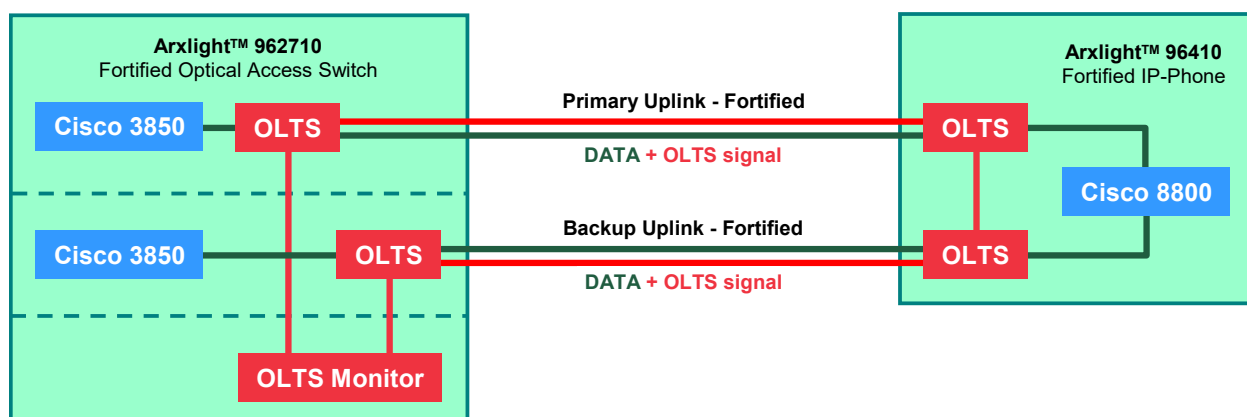 Arxlight™ 962710
Fortified Optical Access Switch
Cisco 3850
OLTS
Cisco 3850
OLTS
OLTS Monitor
Primary Uplink - Fortified
DATA + OLTS signal
Backup Uplink - Fortified
DATA + OLTS signal
Arxlight™ 96410
Fortified IP-Phone
OLTS
Cisco 8800
OLTS